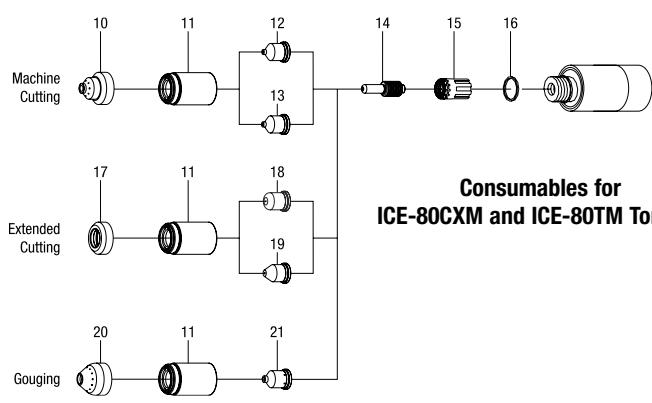 10 11 12 14 15 16
Machine
Cutting
13
Consumables for
ICE-80CXM and ICE-80TM
17 11 18
Extended
Cutting
19
20 11 21
Gouging